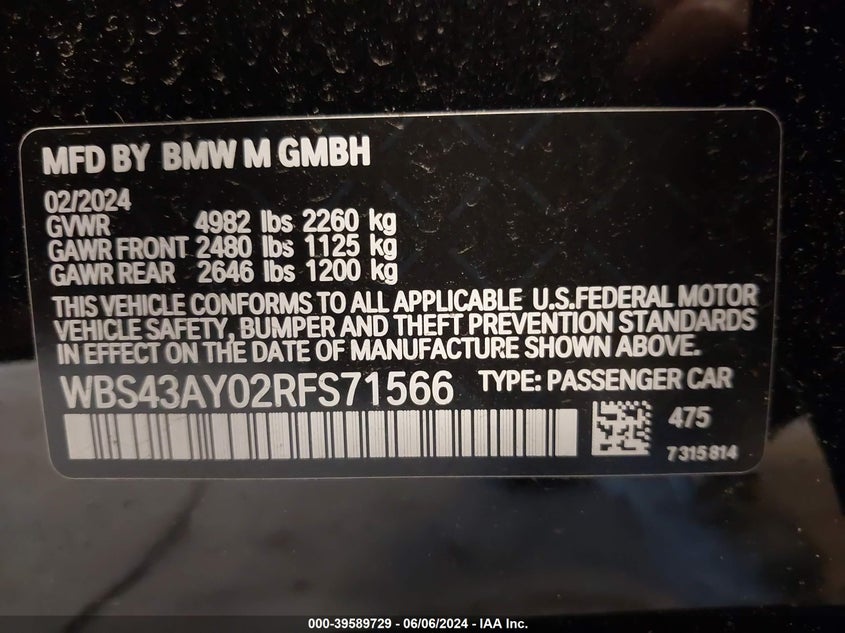 MFD BY BMW M GMBH
02/2024
GVWR 4982 lbs 2260 kg
GAWR FRONT 2480 lbs 1125 kg
GAWR REAR 2646 lbs 1200 kg
THIS VEHICLE CONFORMS TO ALL APPLICABLE U.S.FEDERAL MOTOR
VEHICLE SAFETY, BUMPER AND THEFT PREVENTION STANDARDS
IN EFFECT ON THE DATE OF MANUFACTURE SHOWN ABOVE.
WBS43AY02RFS71566 TYPE: PASSENGER CAR
475
7315814
000-39589729 - 06/06/2024 - IAA Inc.